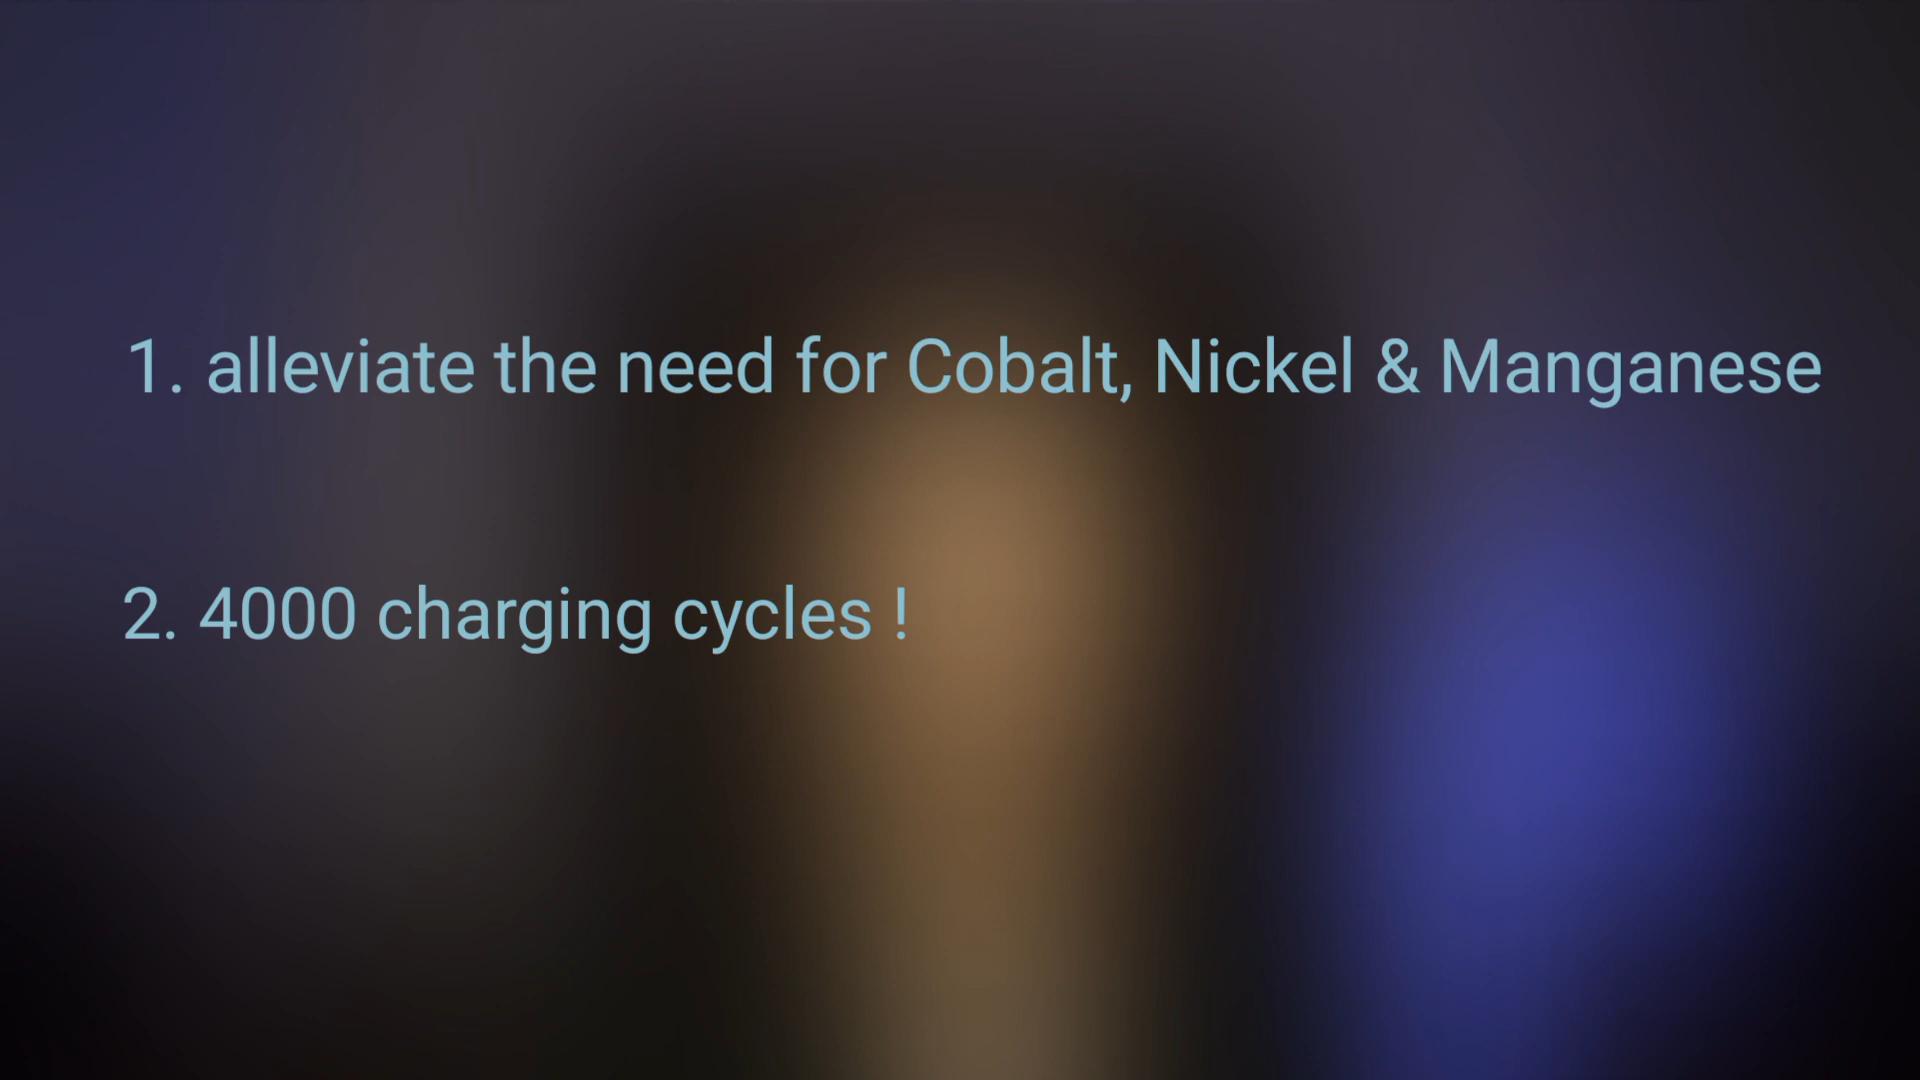 1. alleviate the need for Cobalt, Nickel & Manganese
2. 4000 charging cycles !